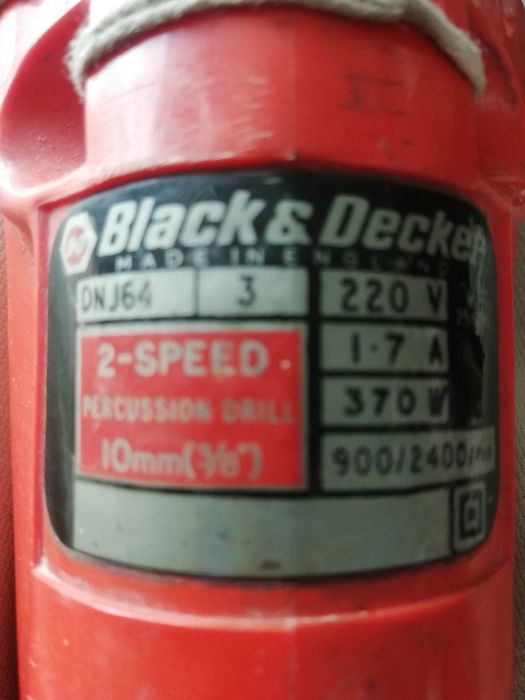 Black & Decker
MADE IN ENGLAND
DNJ64 3 220 V
2-SPEED 1·7 A
PERCUSSION DRILL 370 W
10mm(3/8") 900/2400